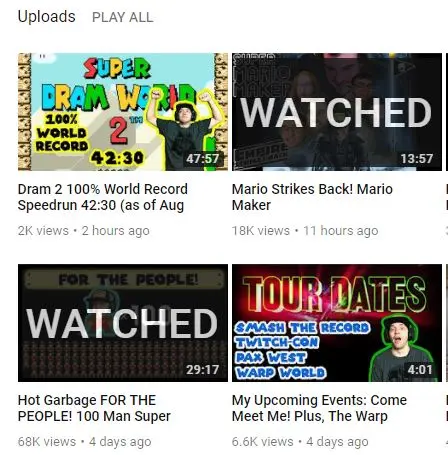 Uploads PLAY ALL
SUPER
DRAM WORLD
2™
100%
WORLD
RECORD
42:30
47:57
WATCHED
13:57
Dram 2 100% World Record
Speedrun 42:30 (as of Aug
2K views • 2 hours ago
Mario Strikes Back! Mario
Maker
18K views • 11 hours ago
FOR THE PEOPLE!
WATCHED
29:17
TOUR DATES
SMASH THE RECORD
TWITCH-CON
PAX WEST
WARP WORLD
4:01
Hot Garbage FOR THE
PEOPLE! 100 Man Super
68K views • 4 days ago
My Upcoming Events: Come
Meet Me! Plus, The Warp
6.6K views • 4 days ago